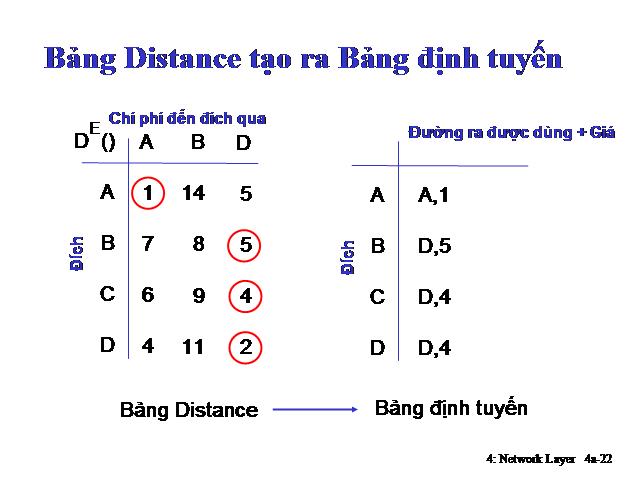 Bảng Distance tạo ra Bảng định tuyến
Chí phí đến đích qua
D E () A B D
Đích
A 1 14 5
B 7 8 5
C 6 9 4
D 4 11 2
Đường ra được dùng + Giá
Đích
A A,1
B D,5
C D,4
D D,4
Bảng Distance
Bảng định tuyến
4: Network Layer 4a-22